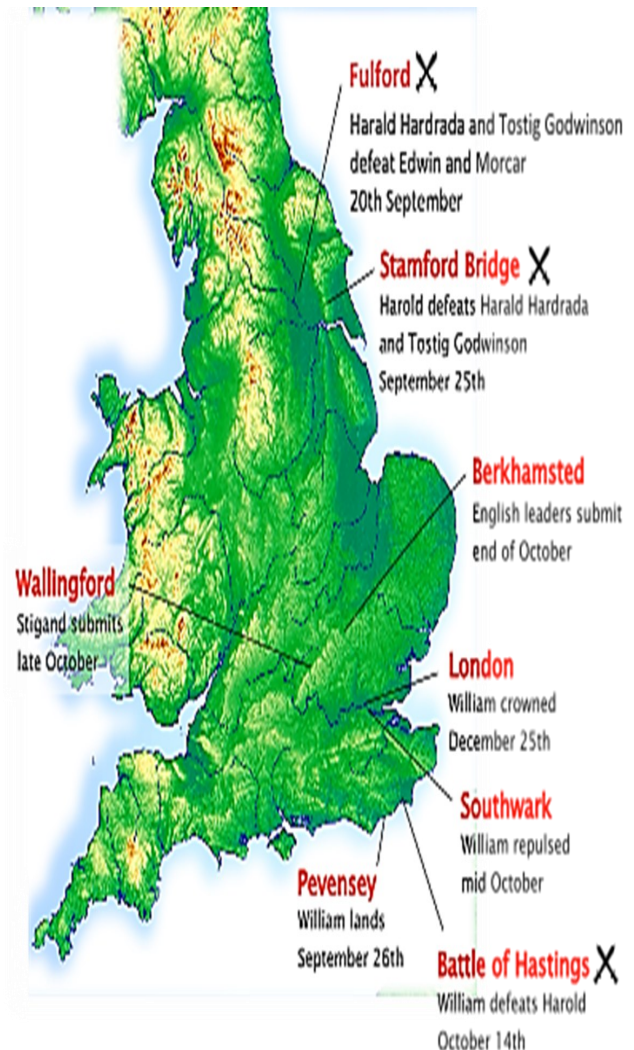 Fulford X
Harald Hardrada and Tostig Godwinson
defeat Edwin and Morcar
20th September
Stamford Bridge X
Harold defeats Harald Hardrada
and Tostig Godwinson
September 25th
Berkhamsted
English leaders submit
end of October
Wallingford
Stigand submits
late October
London
William crowned
December 25th
Southwark
William repulsed
mid October
Pevensey
William lands
September 26th
Battle of Hastings X
William defeats Harold
October 14th